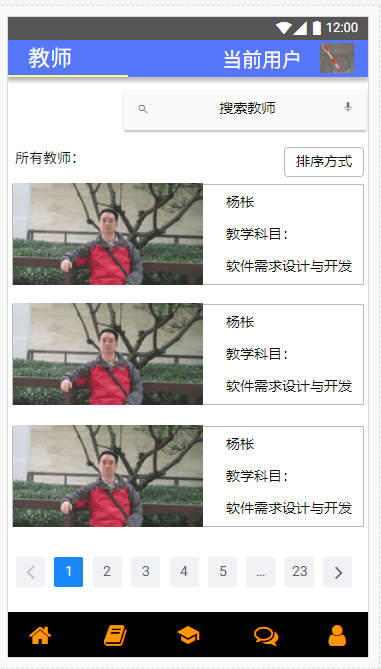 12:00
教师 当前用户
搜索教师
所有教师：
排序方式
杨枨
教学科目：
软件需求设计与开发
杨枨
教学科目：
软件需求设计与开发
杨枨
教学科目：
软件需求设计与开发
1 2 3 4 5 ... 23